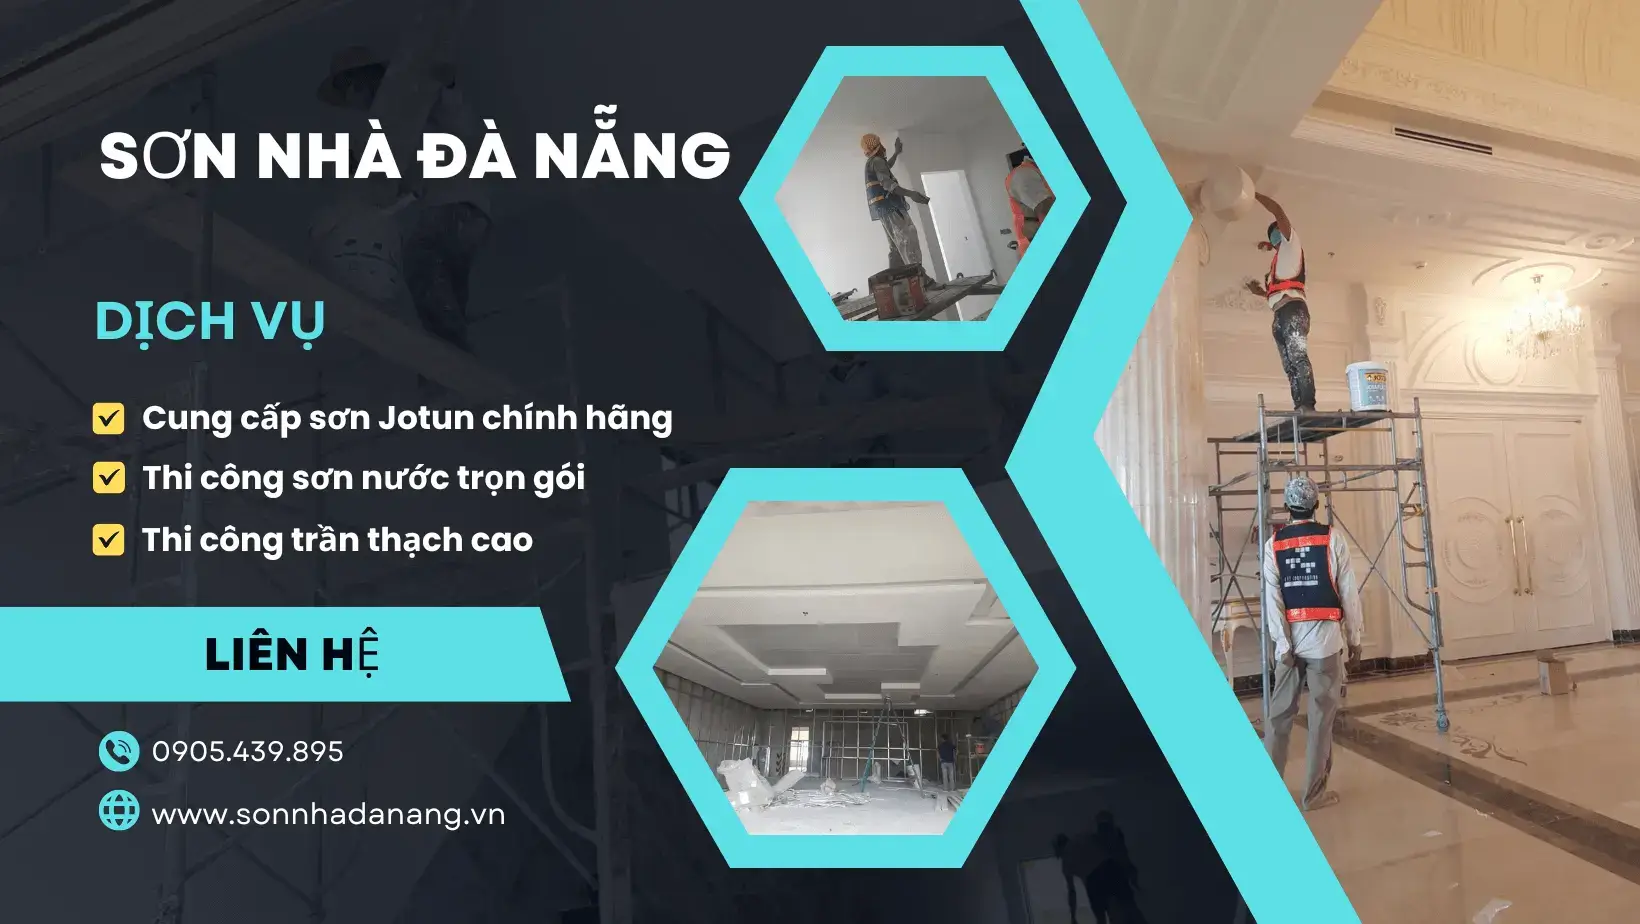 SƠN NHÀ ĐÀ NẴNG
DỊCH VỤ
Cung cấp sơn Jotun chính hãng
Thi công sơn nước trọn gói
Thi công trần thạch cao
LIÊN HỆ
0905.439.895
www.sonnhadanang.vn